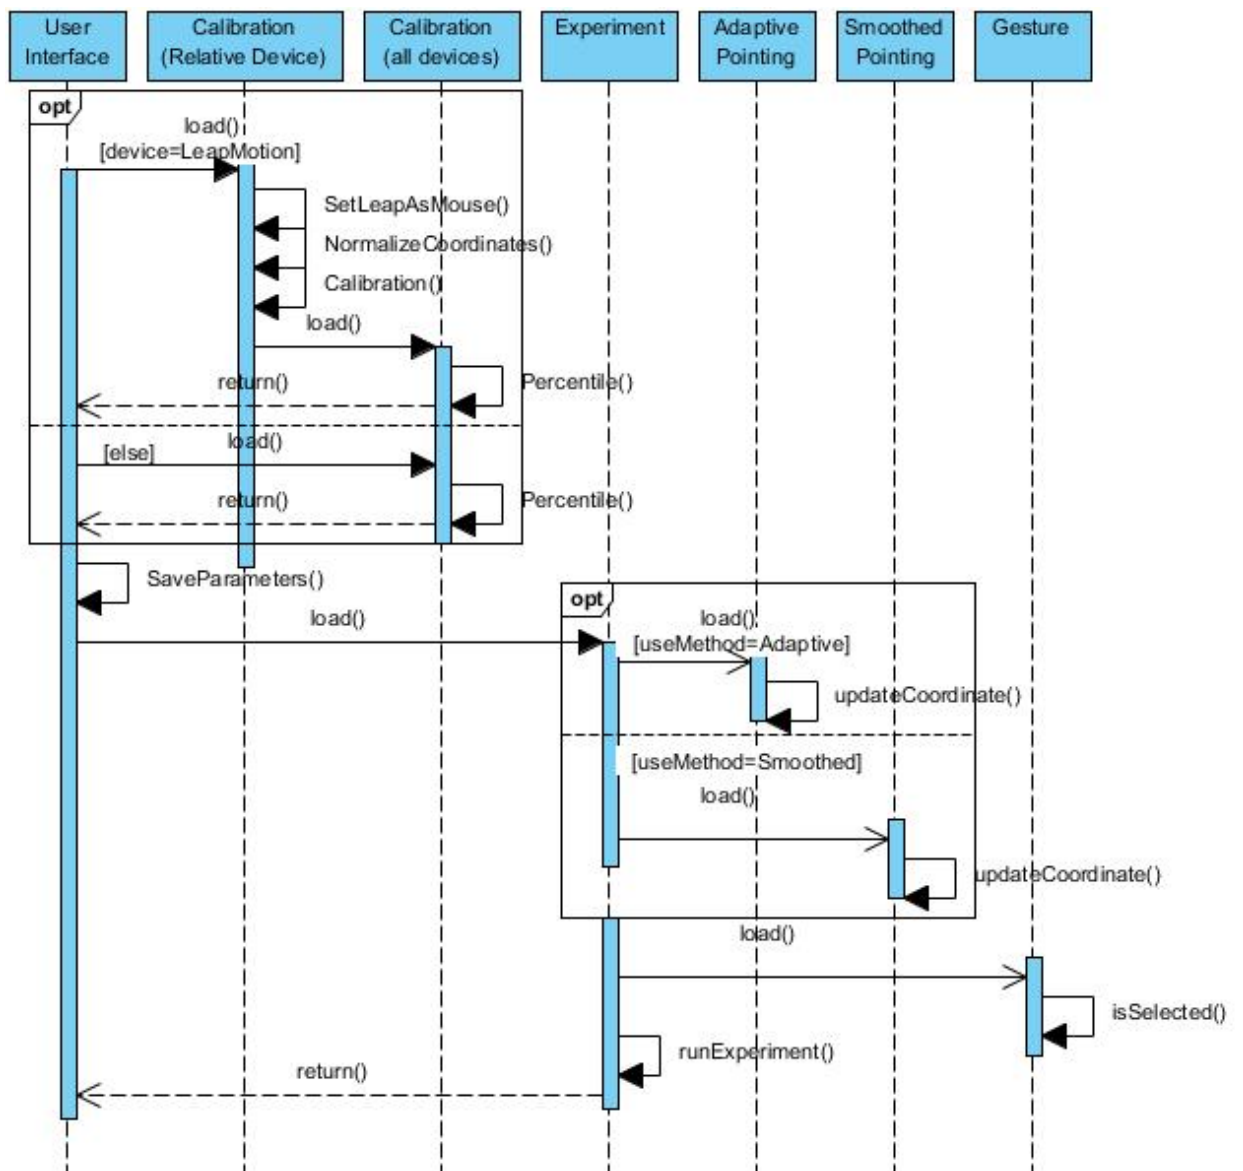 User
Interface
Calibration
(Relative Device)
Calibration
(all devices)
Experiment
Adaptive
Pointing
Smoothed
Pointing
Gesture
opt
load()
[device=LeapMotion]
SetLeapAsMouse()
NormalizeCoordinates()
Calibration()
load()
return()
Percentile()
load()
[else]
return()
Percentile()
SaveParameters()
load()
opt
load()
[useMethod=Adaptive]
updateCoordinate()
[useMethod=Smoothed]
load()
updateCoordinate()
load()
isSelected()
runExperiment()
return()